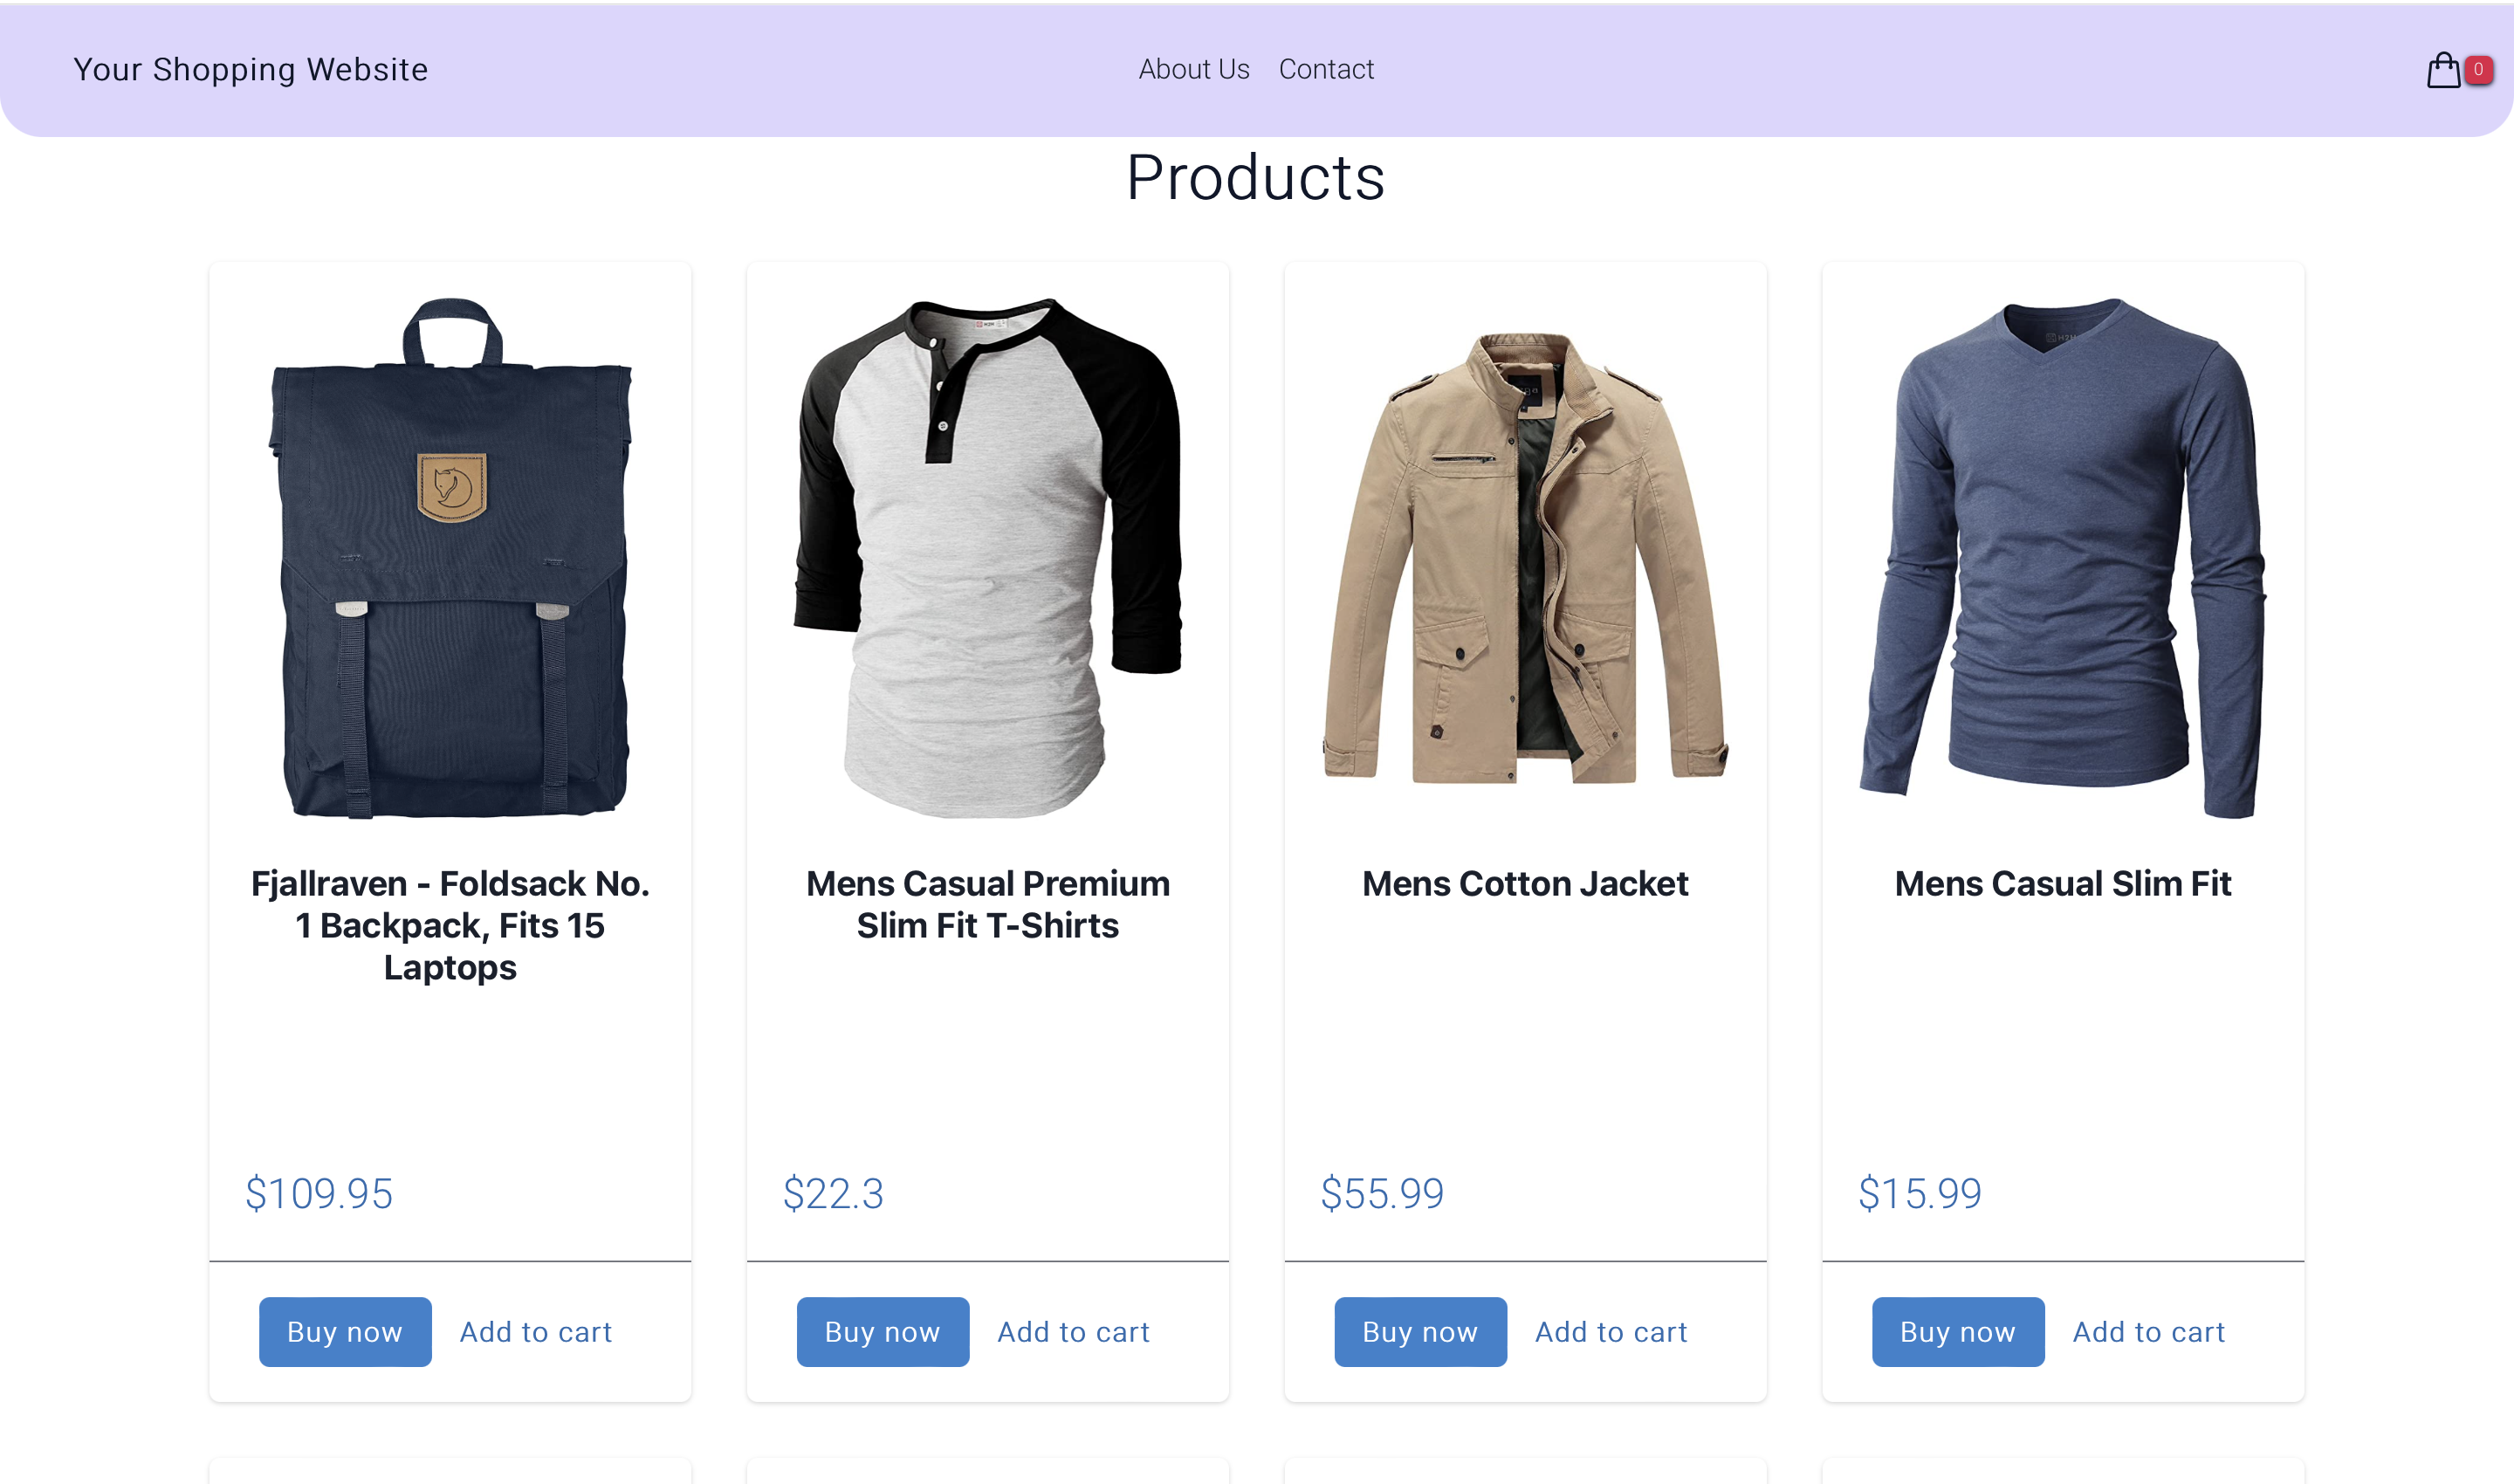 Your Shopping Website
About Us
Contact
0
Products
Fjallraven - Foldsack No.
1 Backpack, Fits 15
Laptops
$109.95
Buy now
Add to cart
Mens Casual Premium
Slim Fit T-Shirts
$22.3
Buy now
Add to cart
Mens Cotton Jacket
$55.99
Buy now
Add to cart
Mens Casual Slim Fit
$15.99
Buy now
Add to cart